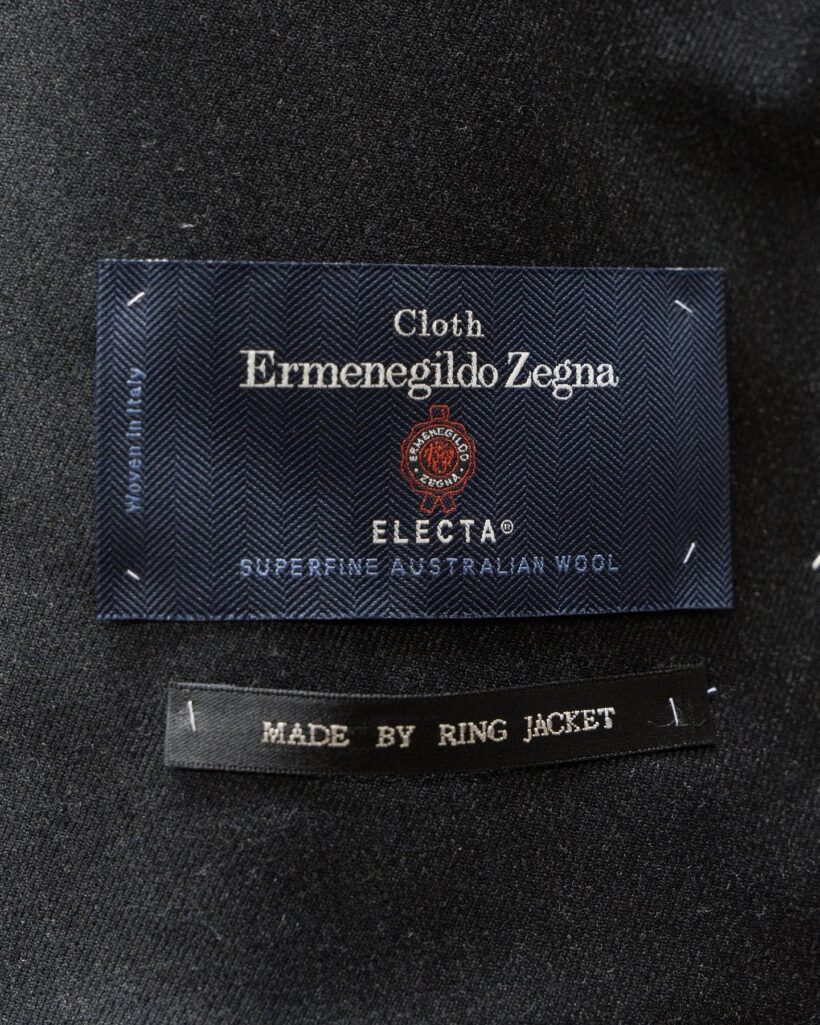 Cloth
Ermenegildo Zegna
ERMENEGILDO
ZEGNA
ELECTA®
SUPERFINE AUSTRALIAN WOOL
Woven in Italy
MADE BY RING JACKET